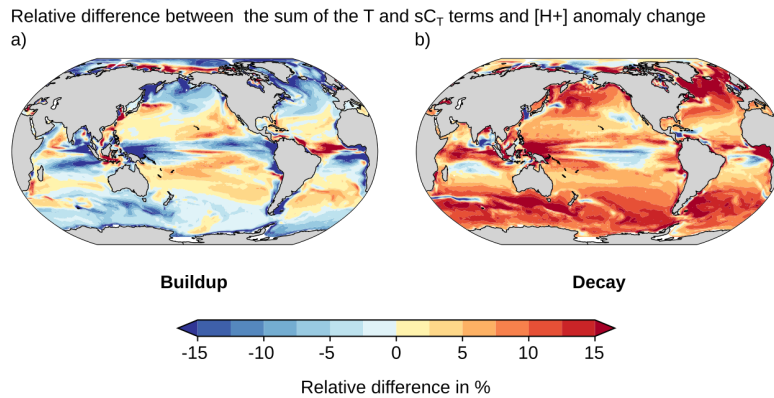 Relative difference between  the sum of the T and sC_T terms and [H+] anomaly change
a)
b)
Buildup
Decay
-15 -10 -5 0 5 10 15
Relative difference in %